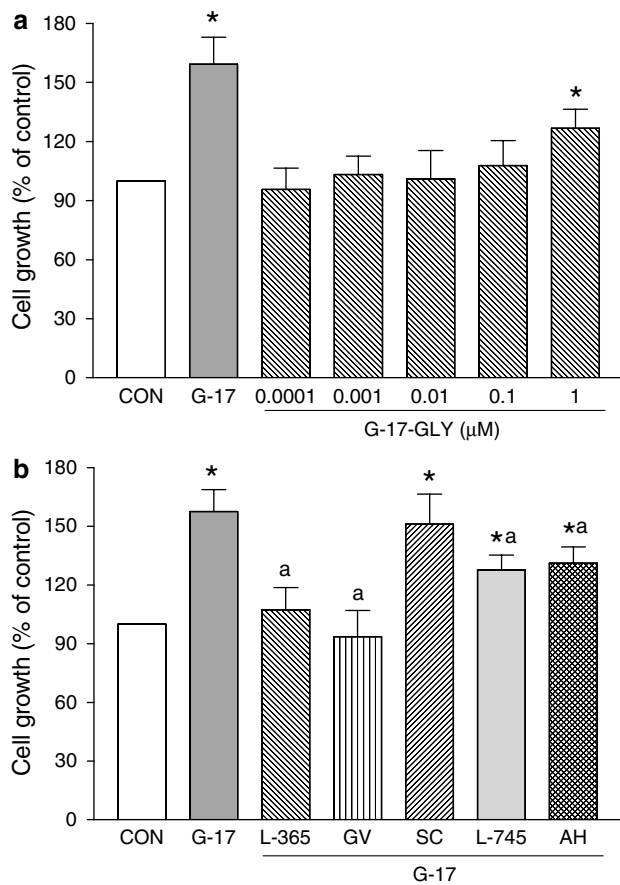 a
Cell growth (% of control)
180
150
120
90
60
30
0
*
*
CON G-17 0.0001 0.001 0.01 0.1 1
G-17-GLY (μM)
b
Cell growth (% of control)
180
150
120
90
60
30
0
*
a
a
*
*a
*a
CON G-17 L-365 GV SC L-745 AH
G-17